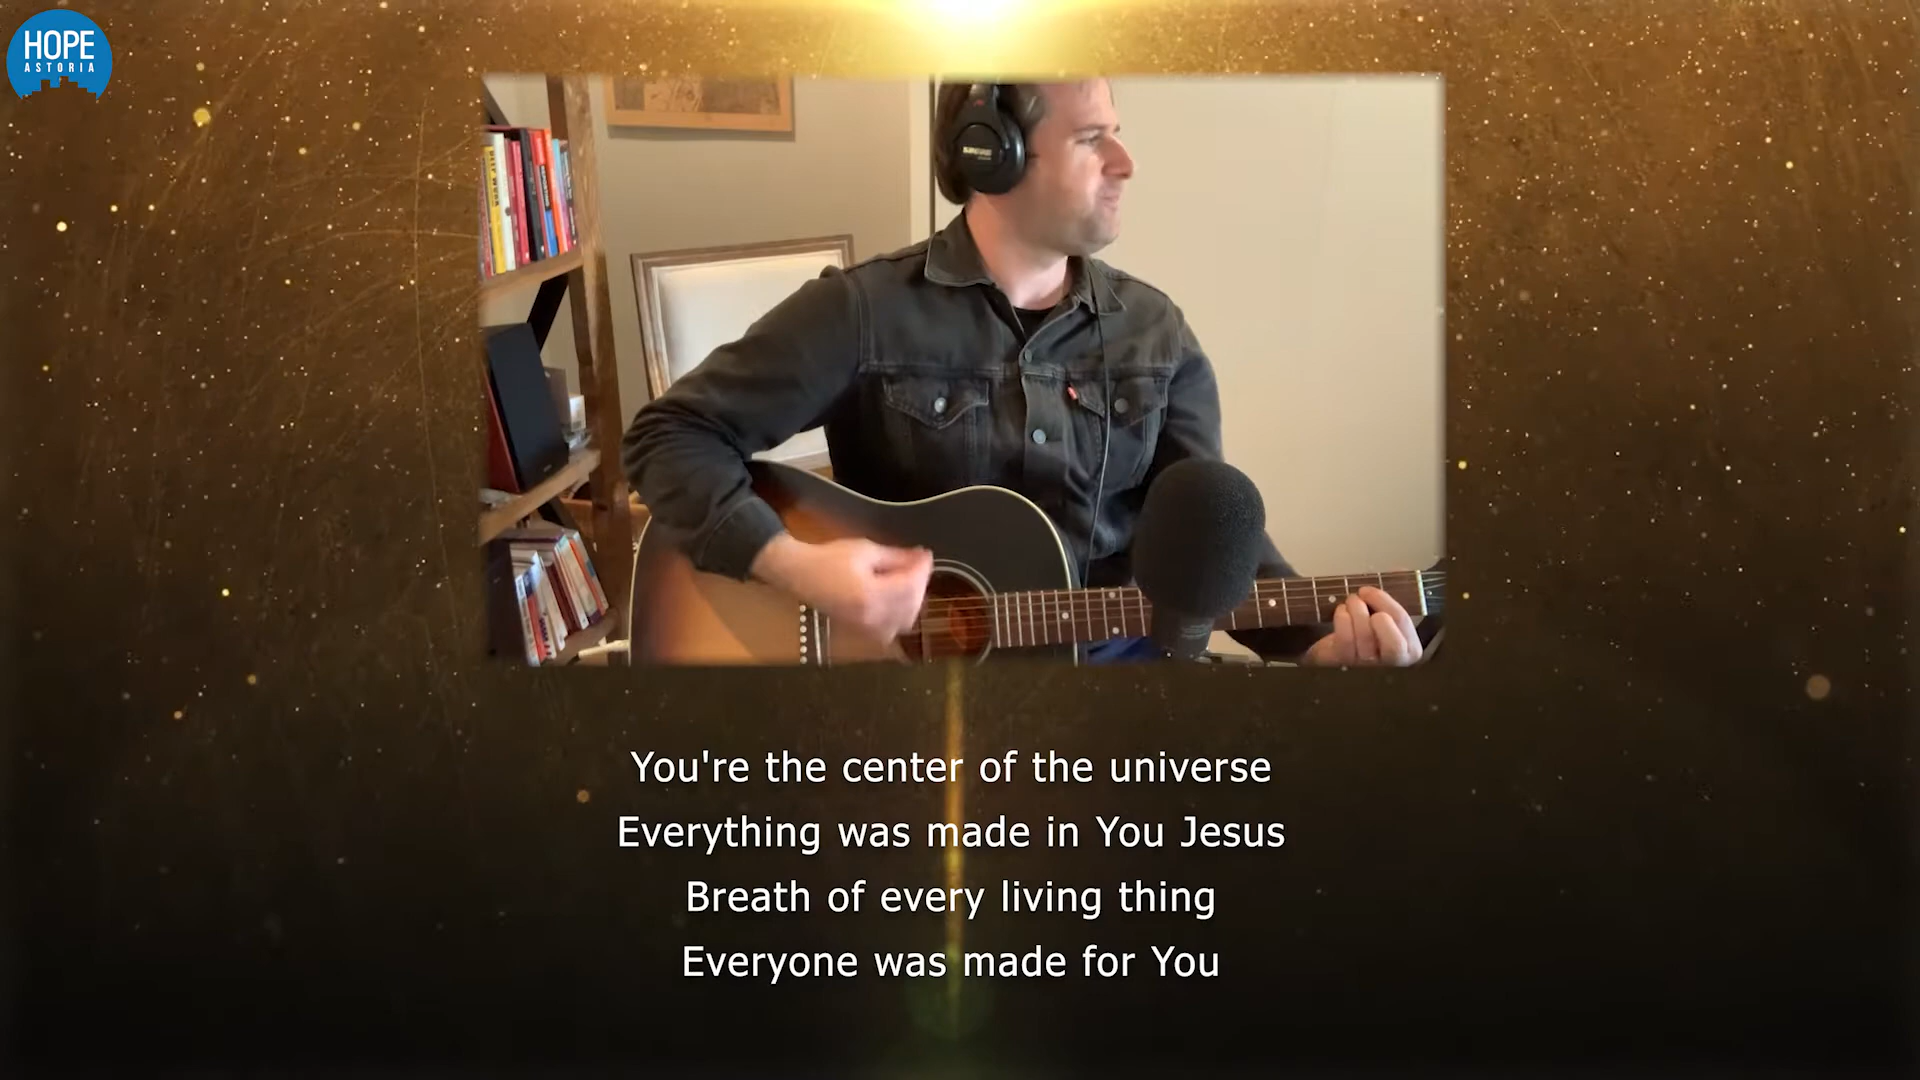 HOPE
ASTORIA
You're the center of the universe
Everything was made in You Jesus
Breath of every living thing
Everyone was made for You